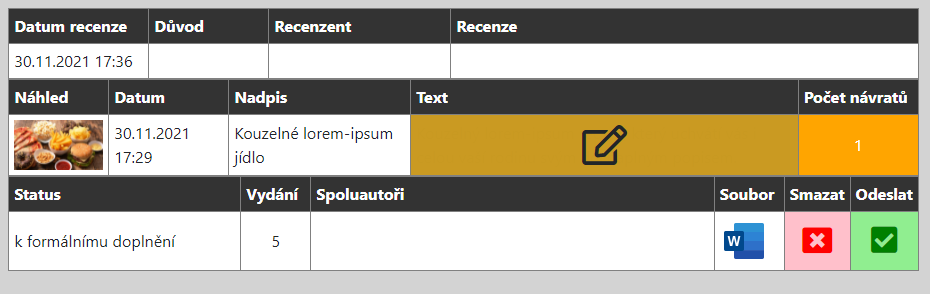 Datum recenze Důvod Recenzent Recenze
30.11.2021 17:36
Náhled Datum Nadpis Text Počet návratů
30.11.2021 17:29 Kouzelné lorem-ipsum jídlo 1
Status Vydání Spoluautoři Soubor Smazat Odeslat
k formálnímu doplnění 5 W